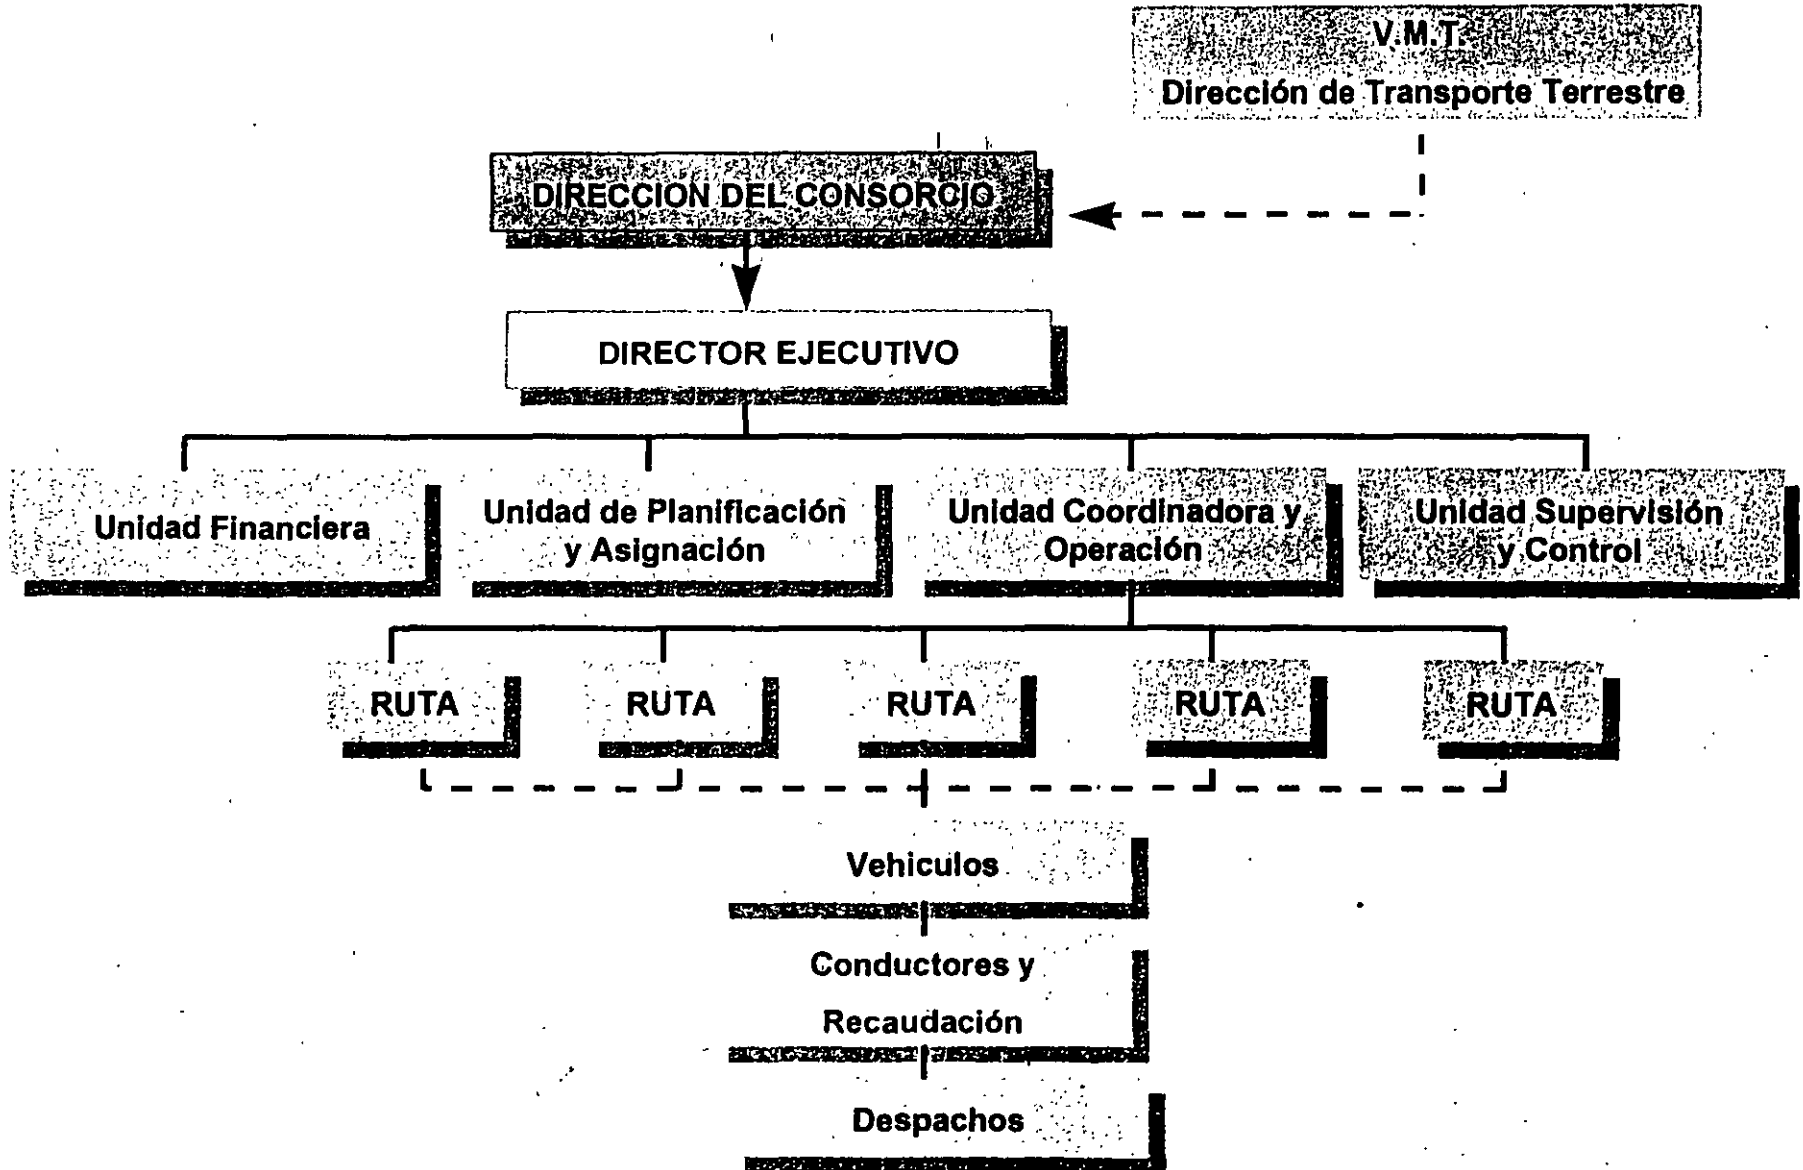 V.M.T.
Dirección de Transporte Terrestre
DIRECCION DEL CONSORCIO
DIRECTOR EJECUTIVO
Unidad Financiera
Unidad de Planificación
y Asignación
Unidad Coordinadora y
Operación
Unidad Supervisión
y Control
RUTA
RUTA
RUTA
RUTA
RUTA
Vehiculos
Conductores y
Recaudación
Despachos